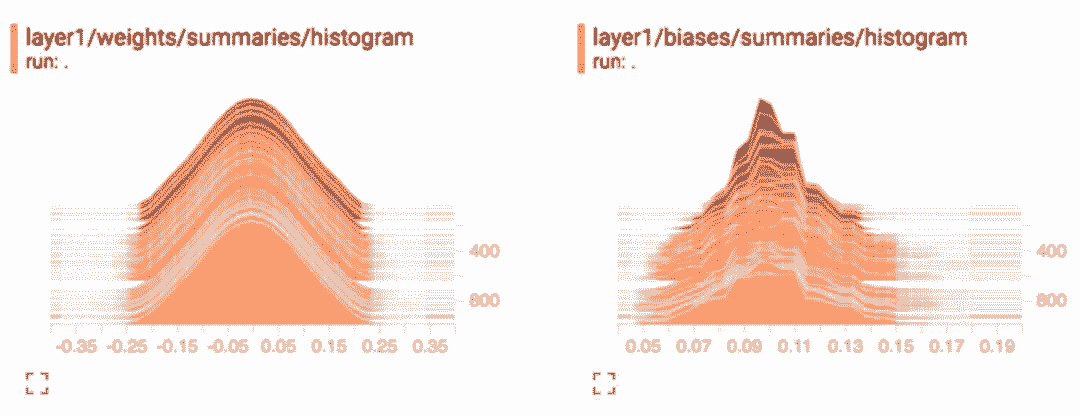 layer1/weights/summaries/histogram
run: .
400
800
-0.35 -0.25 -0.15 -0.05 0.05 0.15 0.25 0.35
layer1/biases/summaries/histogram
run: .
400
800
0.05 0.07 0.09 0.11 0.13 0.15 0.17 0.19